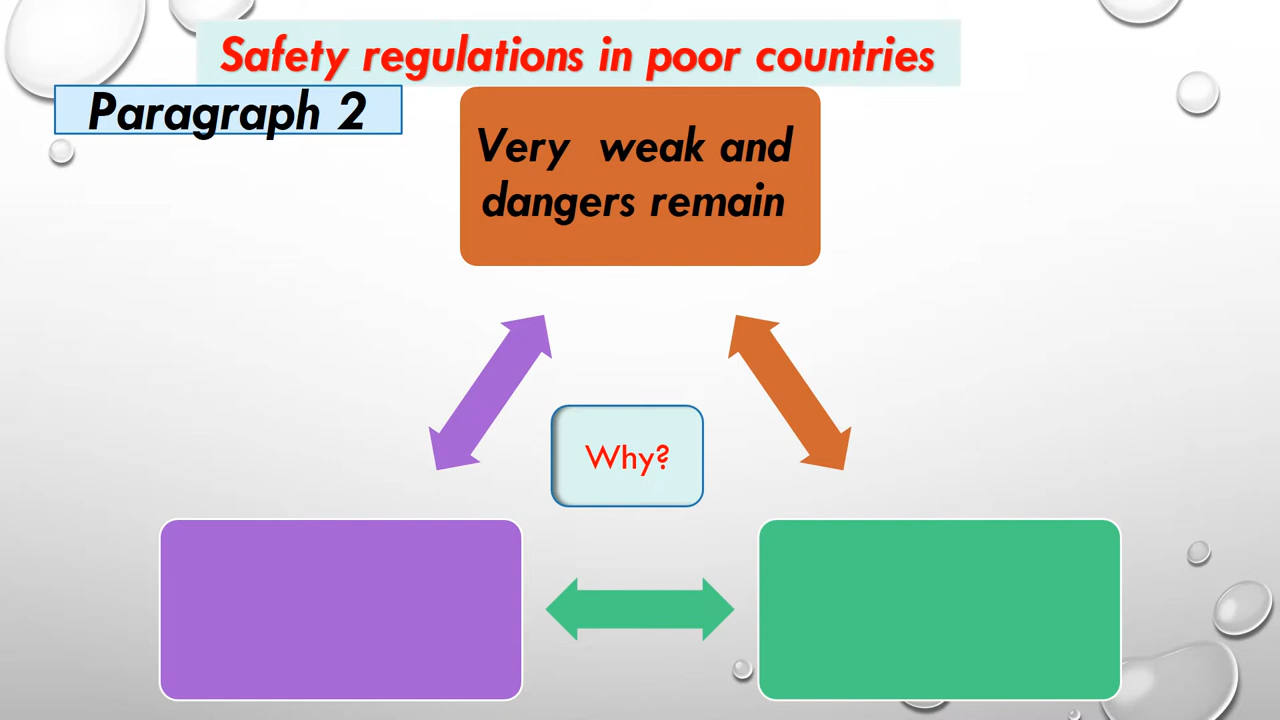 Safety regulations in poor countries
Paragraph 2
Very weak and
dangers remain
Why?